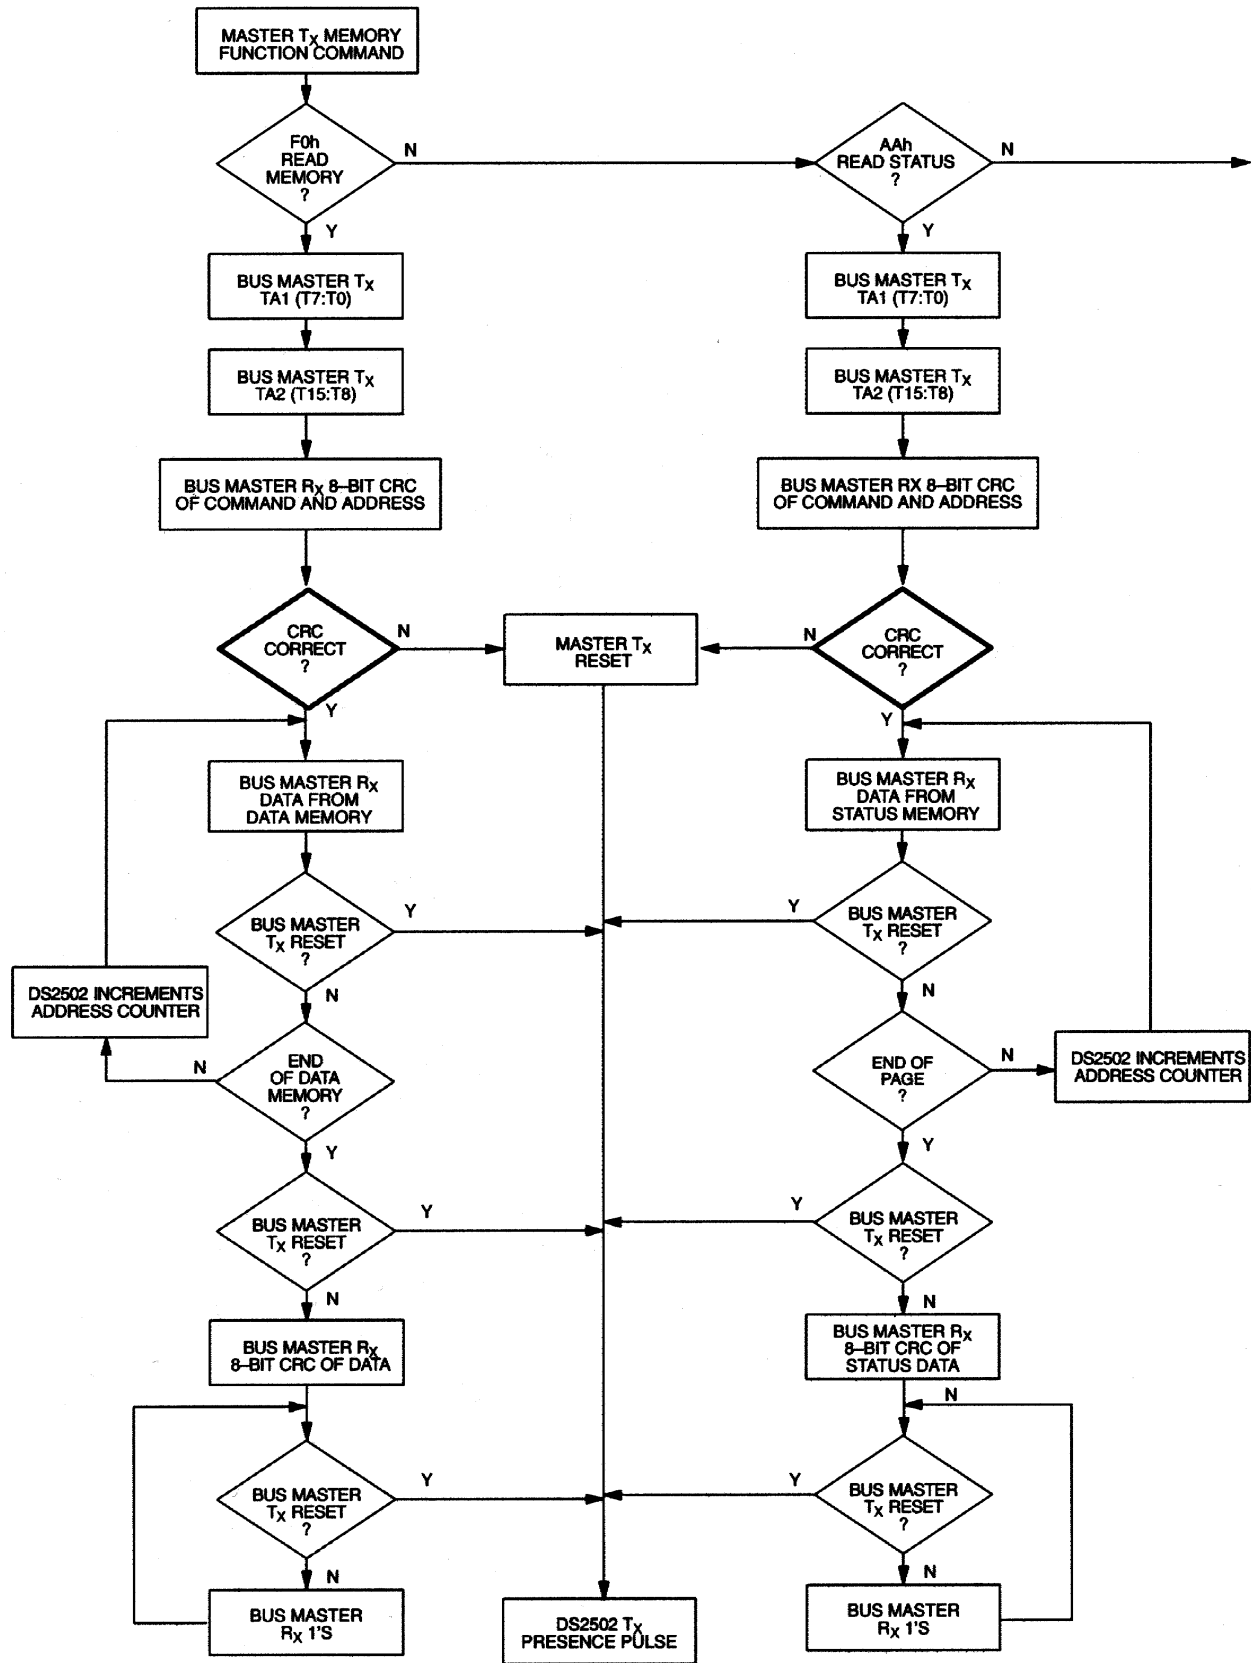 MASTER TX MEMORY
FUNCTION COMMAND
F0h
READ
MEMORY
?
N
Y
AAh
READ STATUS
?
N
Y
BUS MASTER TX
TA1 (T7:T0)
BUS MASTER TX
TA1 (T7:T0)
BUS MASTER TX
TA2 (T15:T8)
BUS MASTER TX
TA2 (T15:T8)
BUS MASTER RX 8–BIT CRC
OF COMMAND AND ADDRESS
BUS MASTER RX 8–BIT CRC
OF COMMAND AND ADDRESS
CRC
CORRECT
?
N
Y
MASTER TX
RESET
N
CRC
CORRECT
?
Y
BUS MASTER RX
DATA FROM
DATA MEMORY
BUS MASTER RX
DATA FROM
STATUS MEMORY
BUS MASTER
TX RESET
?
Y
N
Y
BUS MASTER
TX RESET
?
N
DS2502 INCREMENTS
ADDRESS COUNTER
N
END
OF DATA
MEMORY
?
Y
END OF
PAGE
?
N
Y
DS2502 INCREMENTS
ADDRESS COUNTER
BUS MASTER
TX RESET
?
Y
N
Y
BUS MASTER
TX RESET
?
N
BUS MASTER RX
8–BIT CRC OF DATA
BUS MASTER RX
8–BIT CRC OF
STATUS DATA
N
BUS MASTER
TX RESET
?
Y
N
Y
BUS MASTER
TX RESET
?
N
BUS MASTER
RX 1'S
DS2502 TX
PRESENCE PULSE
BUS MASTER
RX 1'S